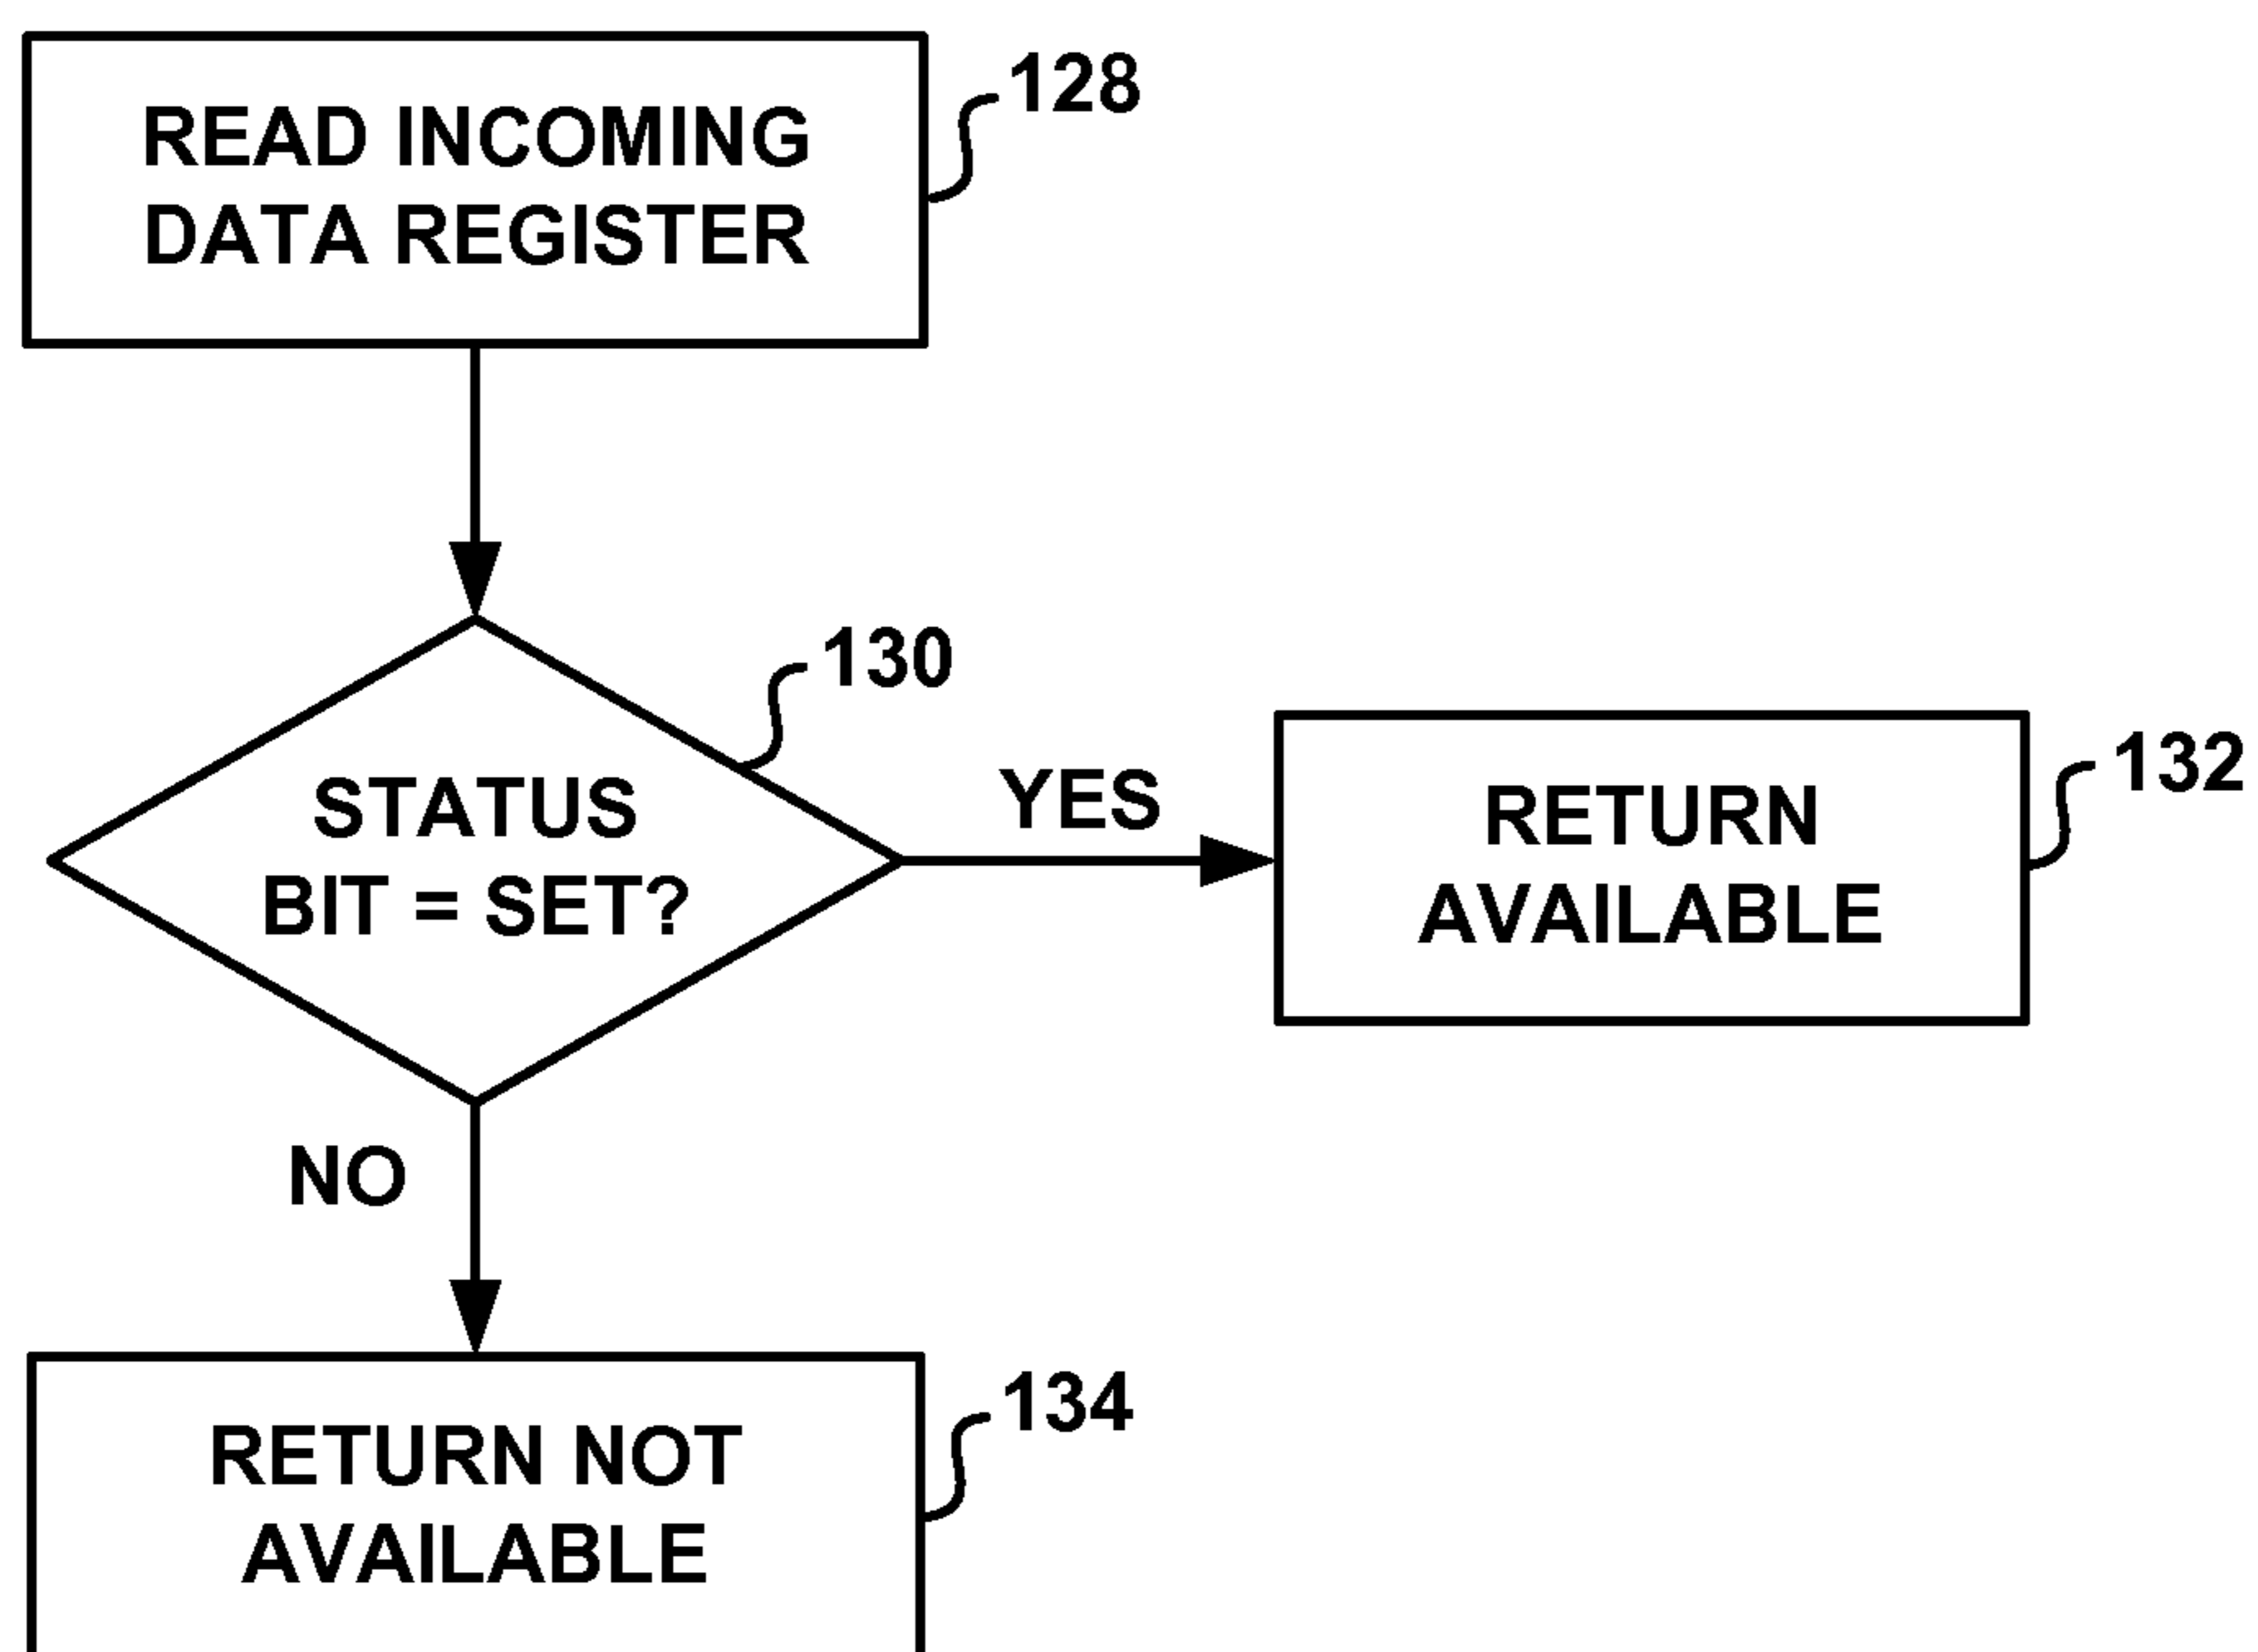 READ INCOMING
DATA REGISTER
128
STATUS
BIT = SET?
130
YES
RETURN
AVAILABLE
132
NO
RETURN NOT
AVAILABLE
134